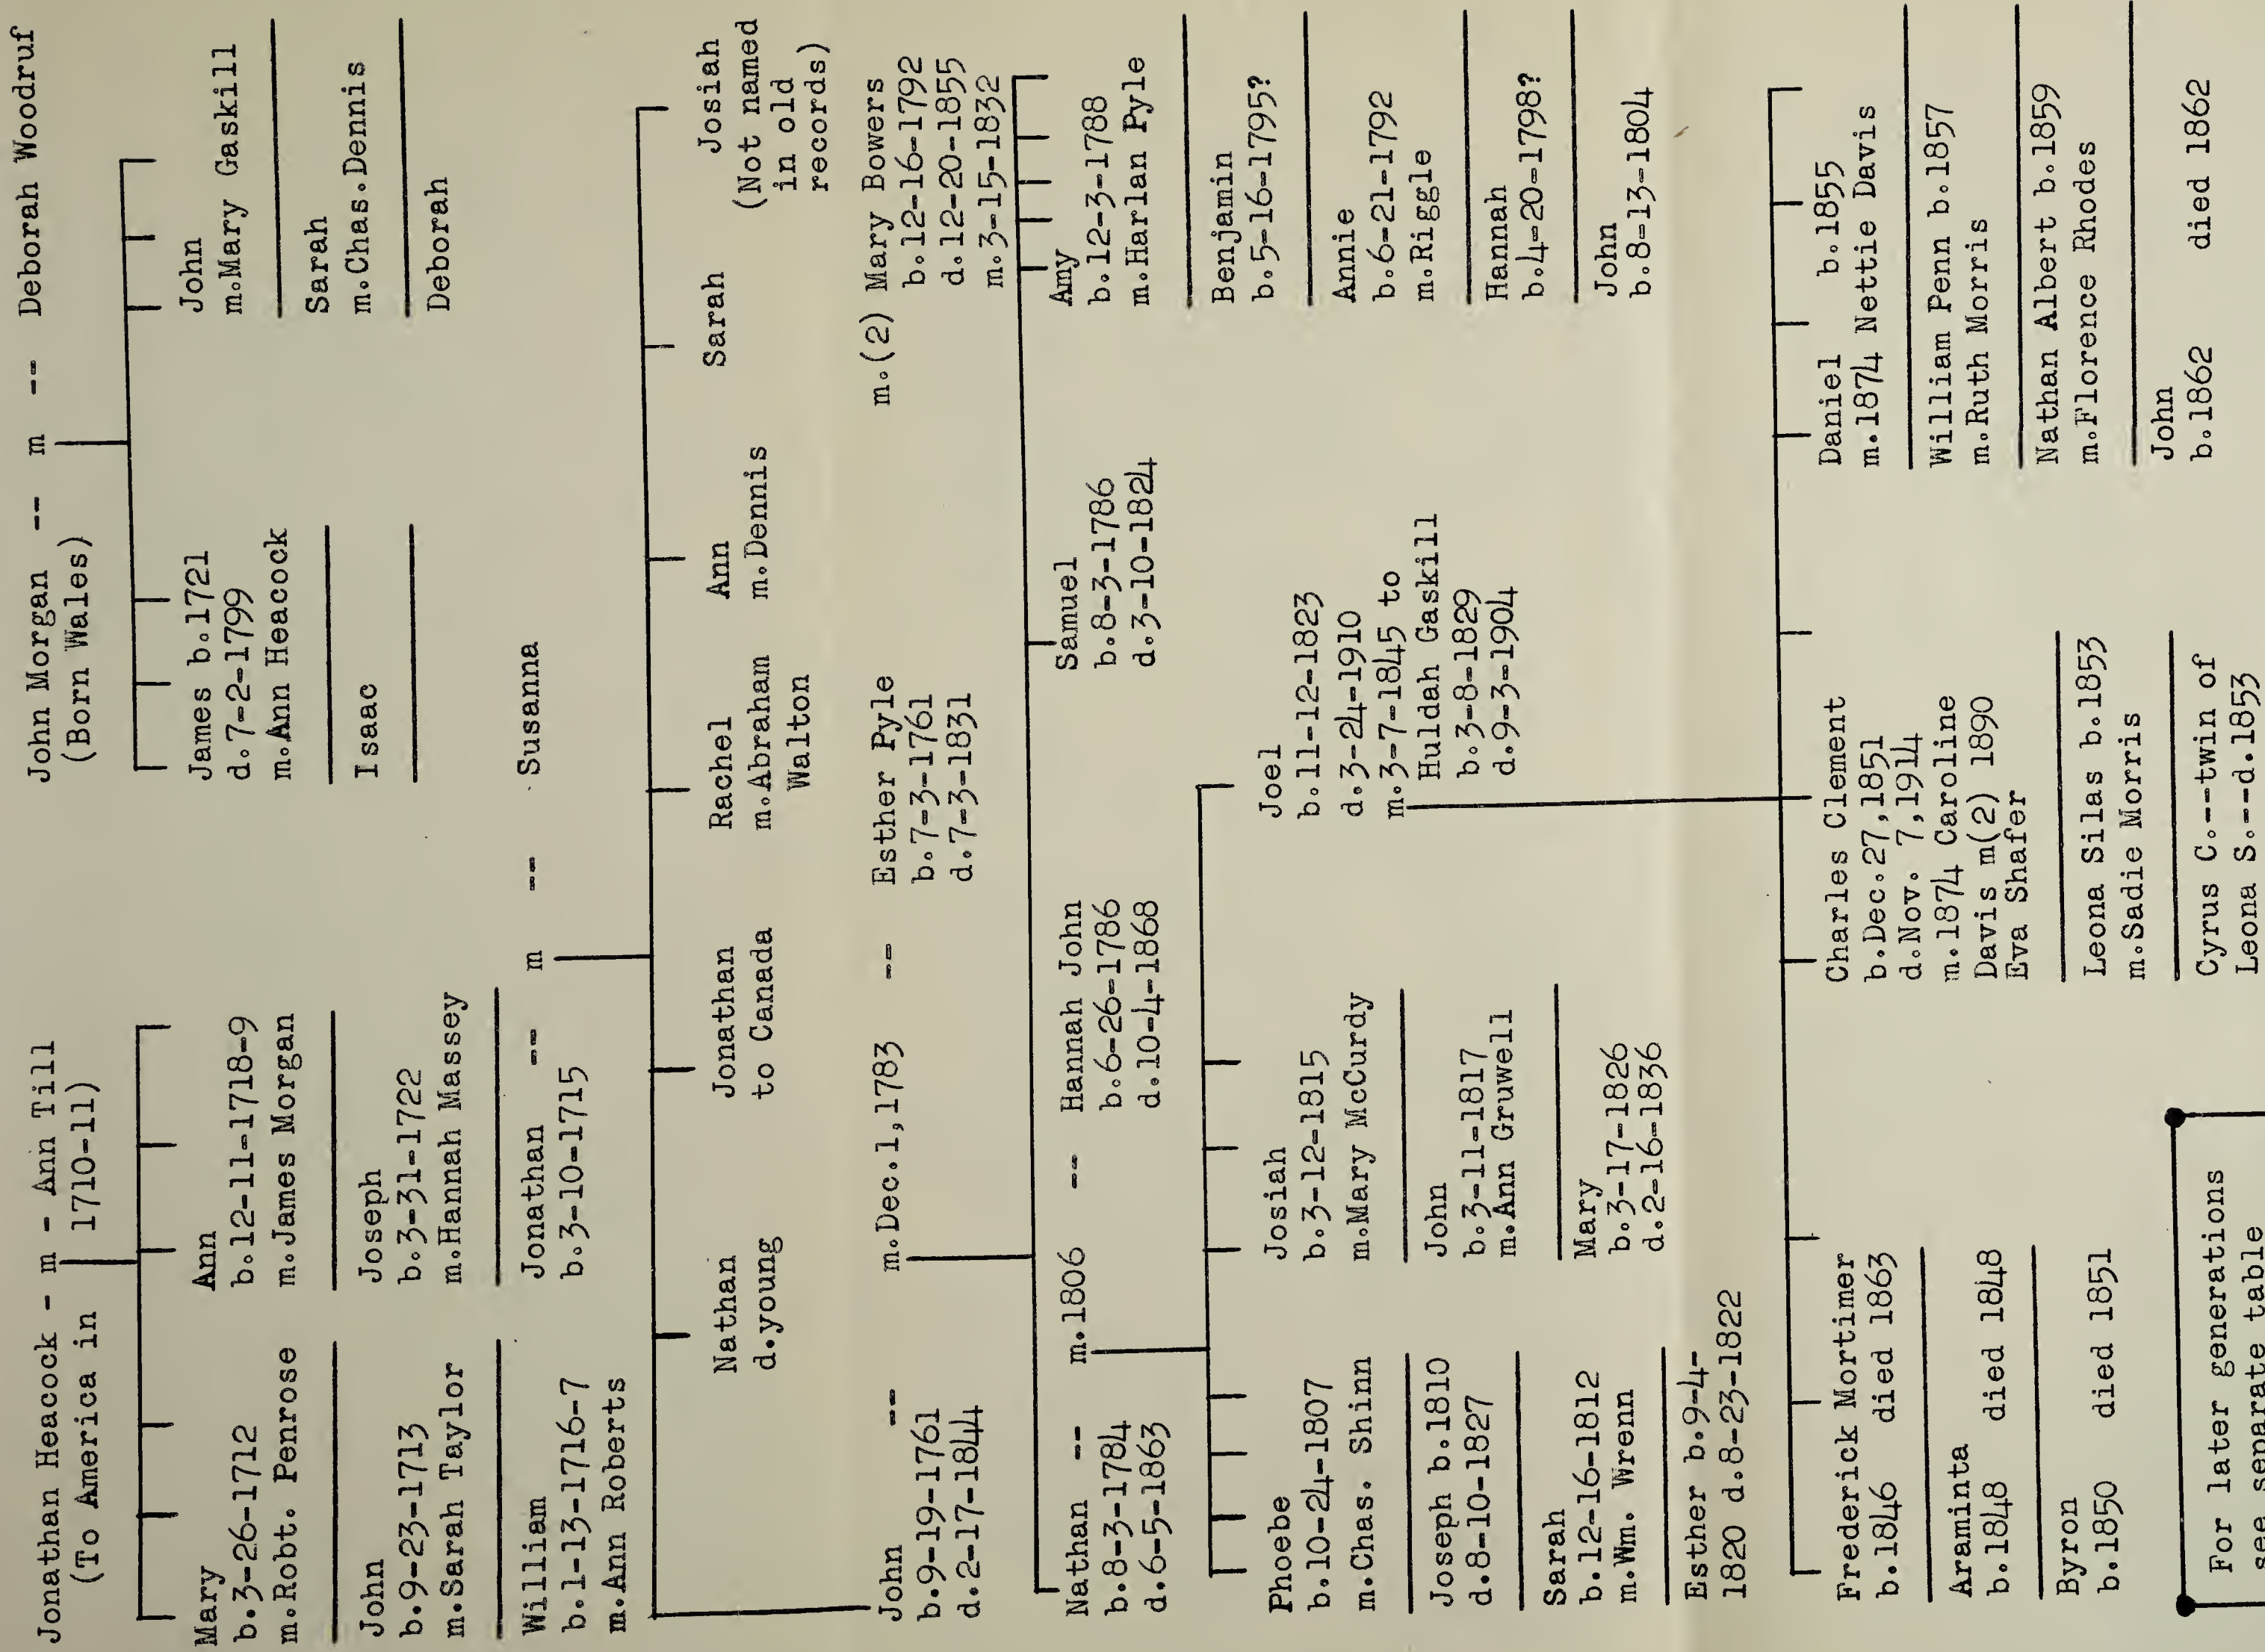 Jonathan Heacock - m - Ann Till
(To America in 1710-11)
John Morgan -- m -- Deborah Woodruf
(Born Wales)
Mary
b.3-26-1712
m.Robt. Penrose
John
b.9-23-1713
m.Sarah Taylor
William
b.1-13-1716-7
m.Ann Roberts
Ann
b.12-11-1718-9
m.James Morgan
Joseph
b.3-31-1722
m.Hannah Massey
Jonathan -- m -- Susanna
b.3-10-1715
James b.1721
d.7-2-1799
m.Ann Heacock
Isaac
John
m.Mary Gaskill
Sarah
m.Chas.Dennis
Deborah
Nathan
d.young
Jonathan
to Canada
Rachel
m.Abraham
Walton
Ann
m.Dennis
Sarah
Josiah
(Not named
in old
records)
John -- m.Dec.1,1783 -- Esther Pyle
b.9-19-1761
d.2-17-1844
b.7-3-1761
d.7-3-1831
m.(2) Mary Bowers
b.12-16-1792
d.12-20-1855
m.3-15-1832
Nathan -- m.1806 -- Hannah John
b.8-3-1784
d.6-5-1863
b.6-26-1786
d.10-4-1868
Samuel
b.8-3-1786
d.3-10-1824
Amy
b.12-3-1788
m.Harlan Pyle
Benjamin
b.5-16-1795?
Annie
b.6-21-1792
m.Riggle
Hannah
b.4-20-1798?
John
b.8-13-1804
Phoebe
b.10-24-1807
m.Chas. Shinn
Joseph b.1810
d.8-10-1827
Sarah
b.12-16-1812
m.Wm. Wrenn
Esther b.9-4-
1820 d.8-23-1822
Josiah
b.3-12-1815
m.Mary McCurdy
John
b.3-11-1817
m.Ann Gruwell
Mary
b.3-17-1826
d.2-16-1836
Joel
b.11-12-1823
d.3-24-1910
m.3-7-1845 to
Huldah Gaskill
b.3-8-1829
d.9-3-1904
Frederick Mortimer
b.1846 died 1863
Araminta
b.1848 died 1848
Byron
b.1850 died 1851
Charles Clement
b.Dec.27,1851
d.Nov. 7,1914
m.1874 Caroline
Davis m(2) 1890
Eva Shafer
Leona Silas b.1853
m.Sadie Morris
Cyrus C.--twin of
Leona S.--d.1853
Daniel b.1855
m.1874 Nettie Davis
William Penn b.1857
m.Ruth Morris
Nathan Albert b.1859
m.Florence Rhodes
John
b.1862 died 1862
For later generations
see separate table